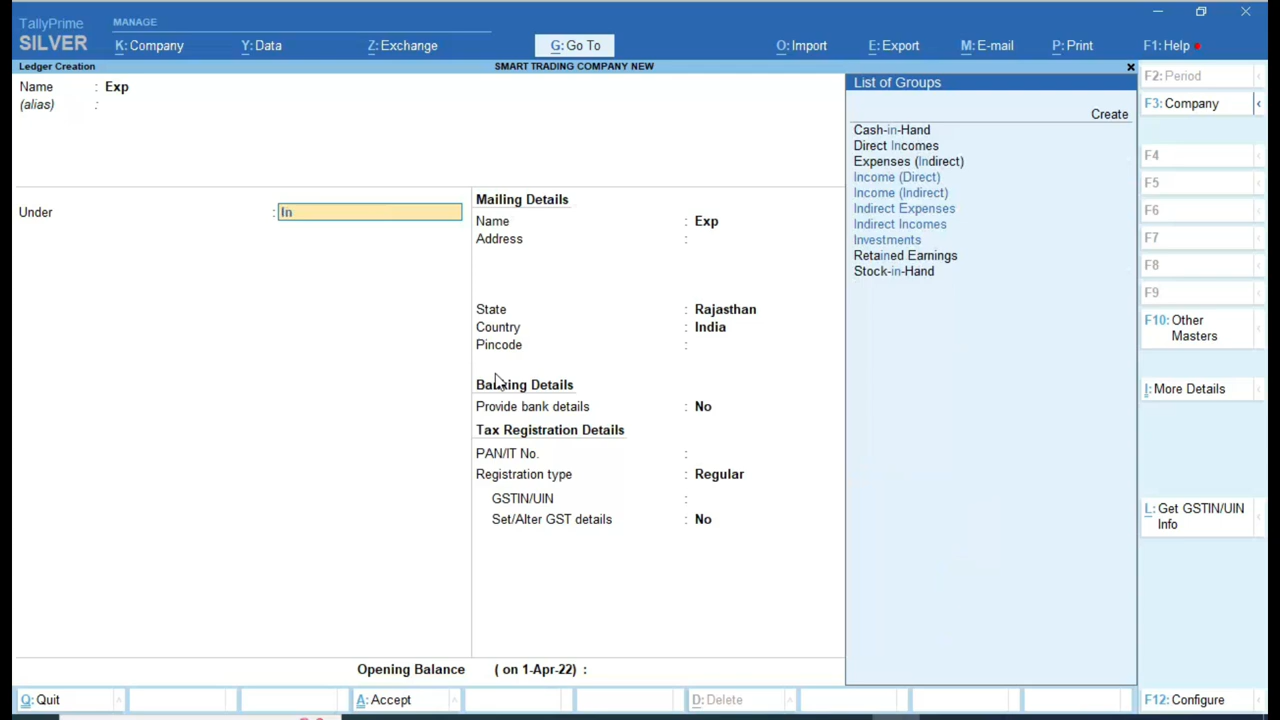 TallyPrime
SILVER
MANAGE
K: Company
Y: Data
Z: Exchange
G: Go To
O: Import
E: Export
M: E-mail
P: Print
F1: Help
Ledger Creation
SMART TRADING COMPANY NEW
Name : Exp
(alias) :
Under : In
Mailing Details
Name : Exp
Address :
State : Rajasthan
Country : India
Pincode :
Banking Details
Provide bank details : No
Tax Registration Details
PAN/IT No. :
Registration type : Regular
GSTIN/UIN :
Set/Alter GST details : No
Opening Balance ( on 1-Apr-22) :
List of Groups
Create
Cash-in-Hand
Direct Incomes
Expenses (Indirect)
Income (Direct)
Income (Indirect)
Indirect Expenses
Indirect Incomes
Investments
Retained Earnings
Stock-in-Hand
F2: Period
F3: Company
F4
F5
F6
F7
F8
F9
F10: Other
Masters
I: More Details
L: Get GSTIN/UIN
Info
Q: Quit
A: Accept
D: Delete
F12: Configure